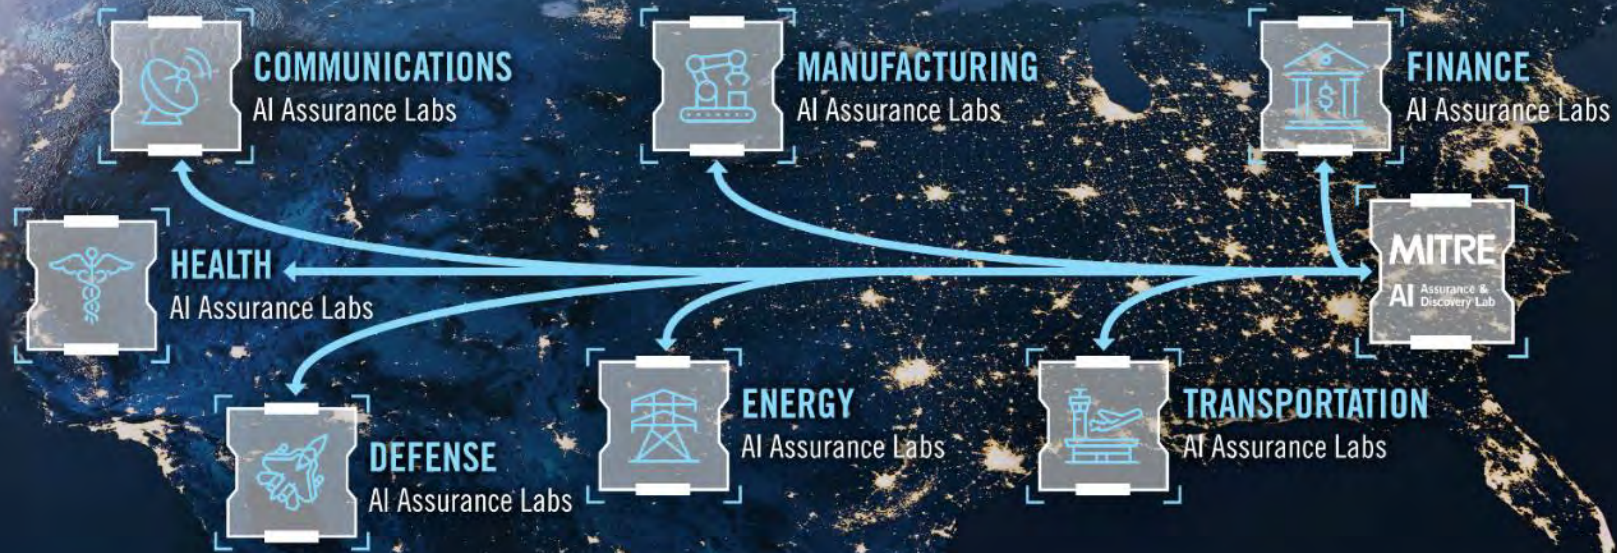 COMMUNICATIONS
AI Assurance Labs
MANUFACTURING
AI Assurance Labs
FINANCE
AI Assurance Labs
HEALTH
AI Assurance Labs
MITRE
AI Assurance &
Discovery Lab
DEFENSE
AI Assurance Labs
ENERGY
AI Assurance Labs
TRANSPORTATION
AI Assurance Labs
$